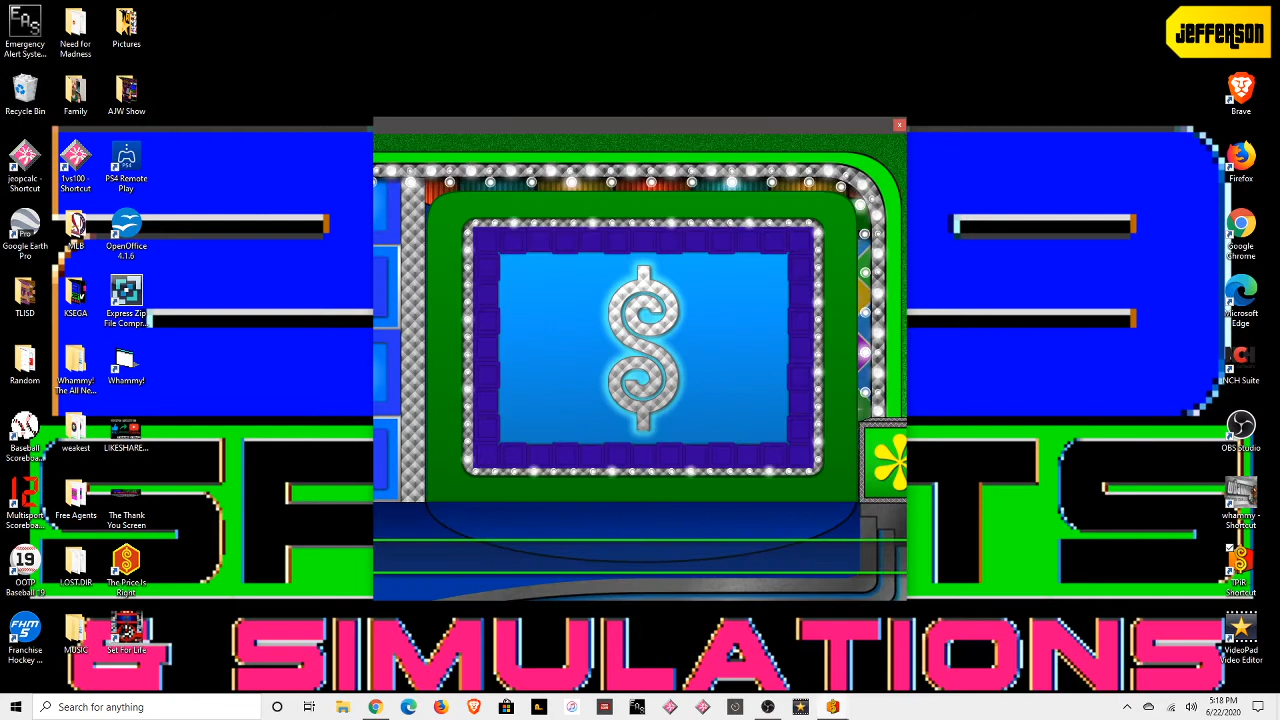 JEFFERSON
Emergency
Alert Syste...
Need for
Madness
Pictures
Recycle Bin
Family
AJW Show
Brave
jeopcalc -
Shortcut
1vs100 -
Shortcut
PS4 Remote
Play
Firefox
Google Earth
Pro
MLB
OpenOffice
4.1.6
Google
Chrome
TLISD
KSEGA
Express Zip
File Compr...
Microsoft
Edge
Random
Whammy!
The All Ne...
Whammy!
NCH Suite
Baseball
Scoreboa...
weakest
LIKESHARE...
OBS Studio
Multisport
Scoreboa...
Free Agents
The Thank
You Screen
whammy -
Shortcut
19
OOTP
Baseball 19
LOST.DIR
The Price Is
Right
TPiR -
Shortcut
FHM
5
Franchise
Hockey ...
MUSIC
Set For Life
VideoPad
Video Editor
& SIMULATIONS
Search for anything
5:18 PM
6/22/2020